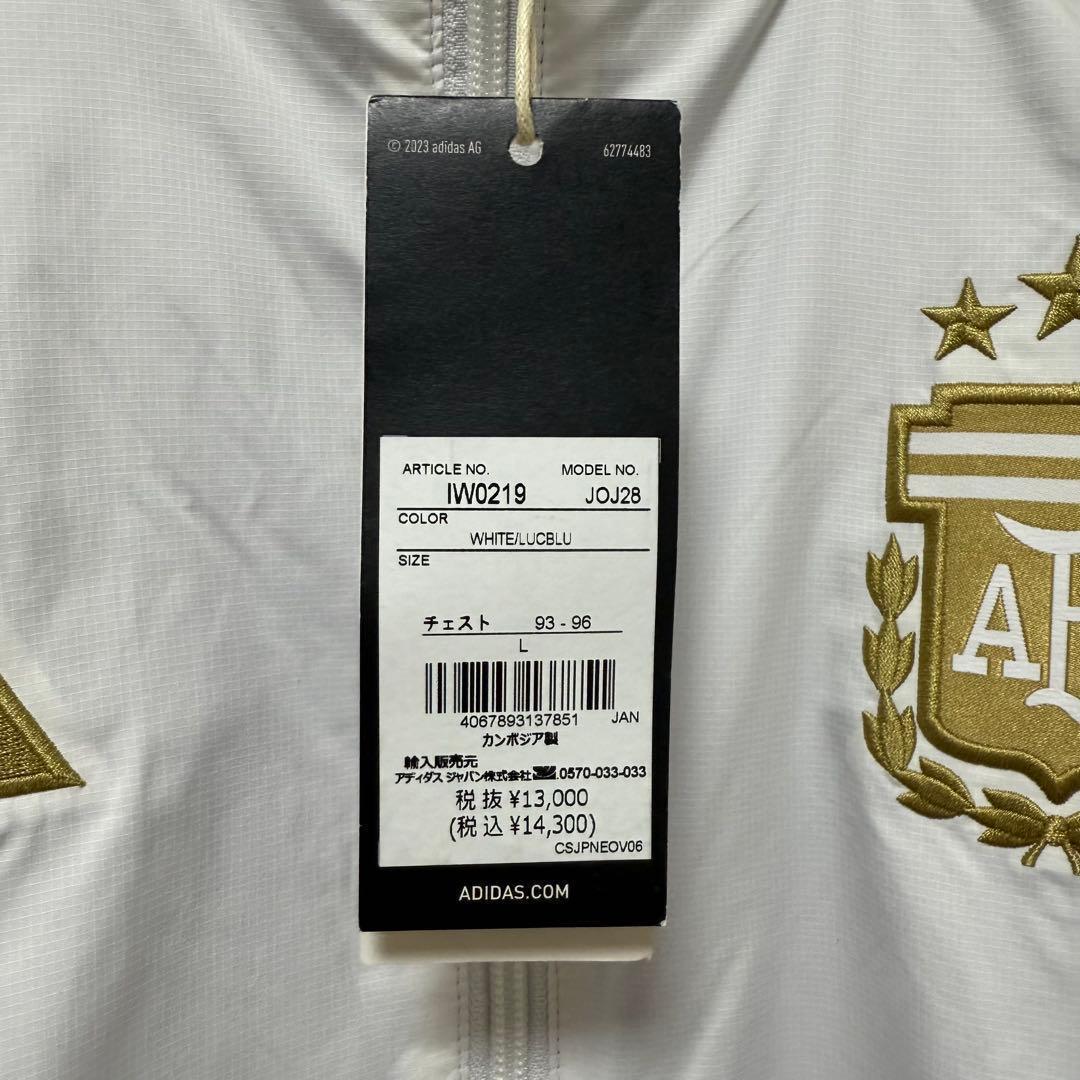 © 2023 adidas AG 62774483
ARTICLE NO. MODEL NO.
IW0219 JOJ28
COLOR
WHITE/LUCBLU
SIZE
チェスト 93 - 96
L
4067893137851 JAN
カンボジア製
輸入販売元
アディダス ジャパン株式会社 .0570-033-033
税 抜 ¥13,000
(税 込 ¥14,300)
CSJPNEOV06
ADIDAS.COM
AF